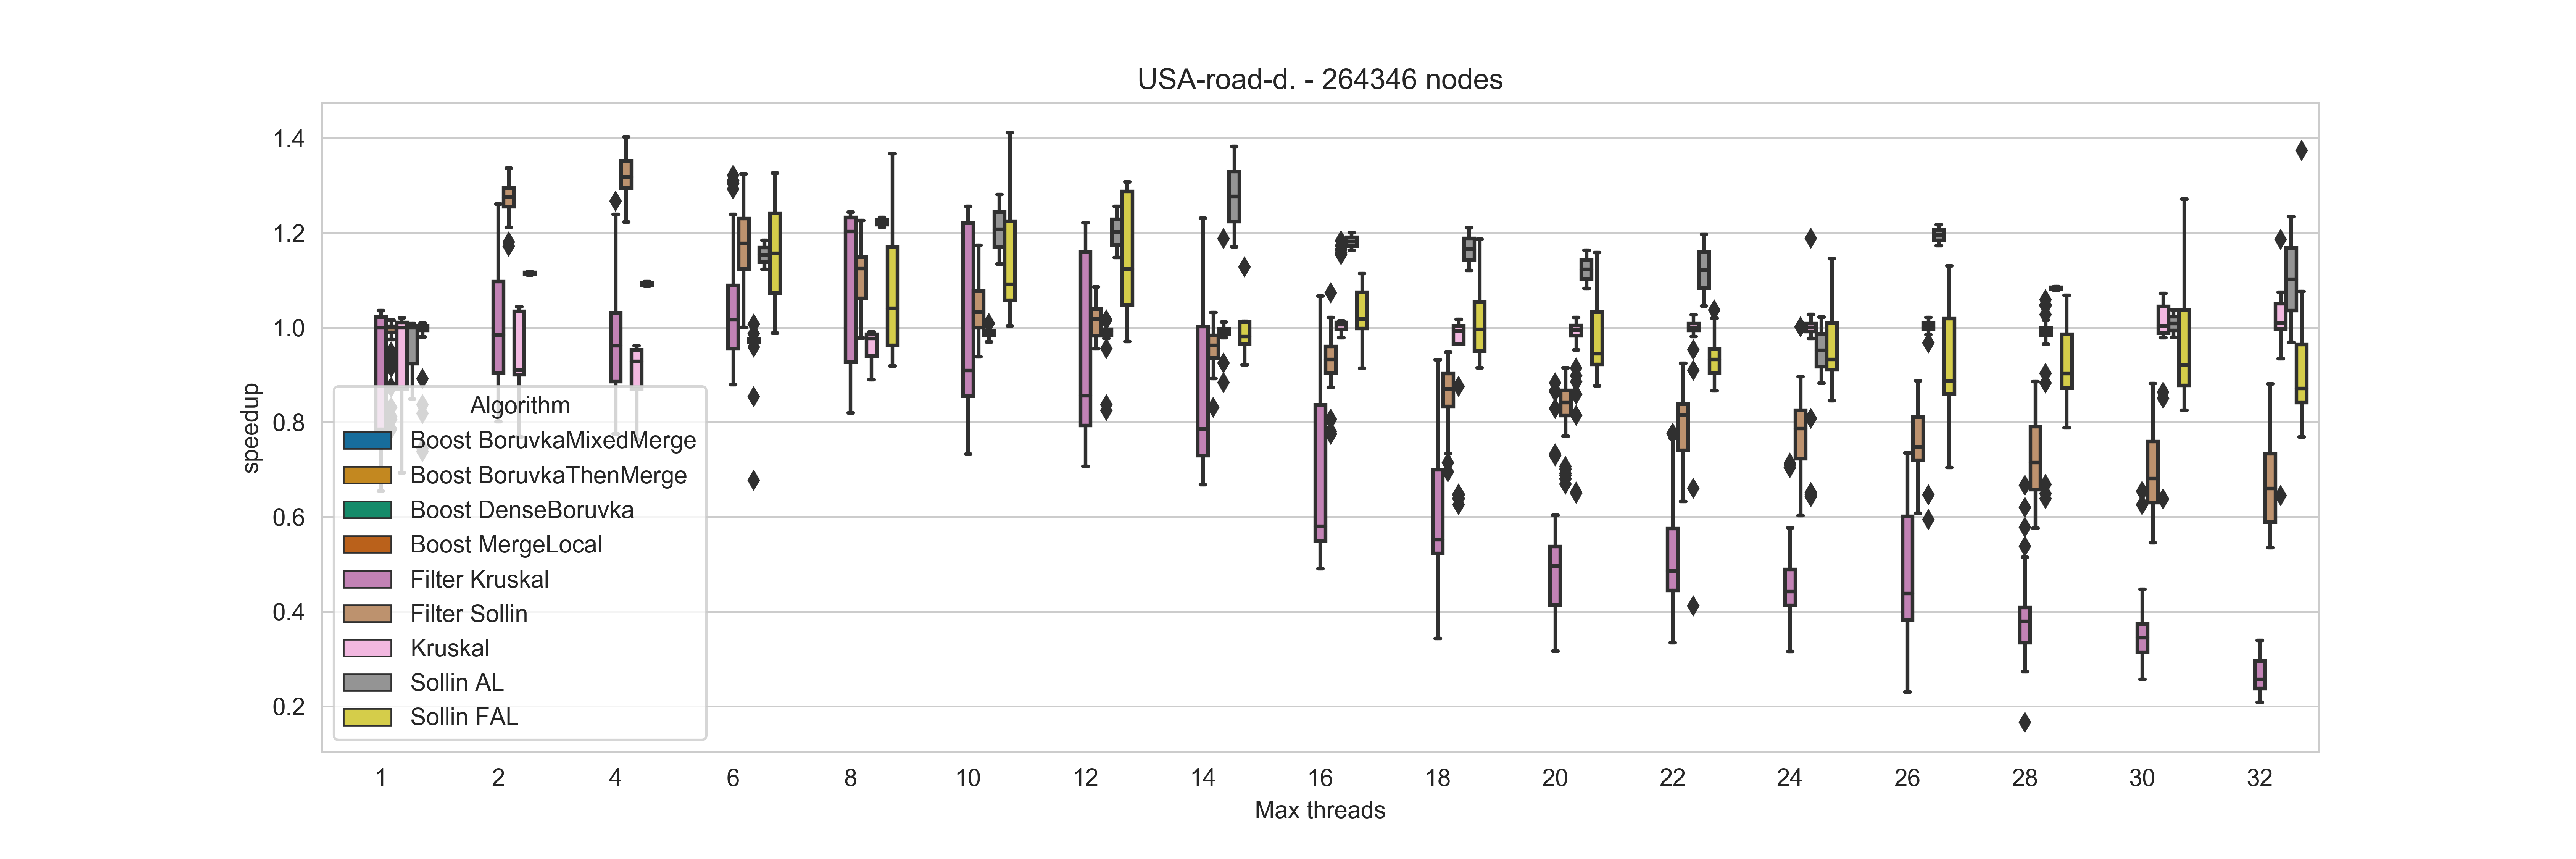 USA-road-d. - 264346 nodes
speedup
1.4
1.2
1.0
0.8
0.6
0.4
0.2
Algorithm
Boost BoruvkaMixedMerge
Boost BoruvkaThenMerge
Boost DenseBoruvka
Boost MergeLocal
Filter Kruskal
Filter Sollin
Kruskal
Sollin AL
Sollin FAL
1 2 4 6 8 10 12 14 16 18 20 22 24 26 28 30 32
Max threads